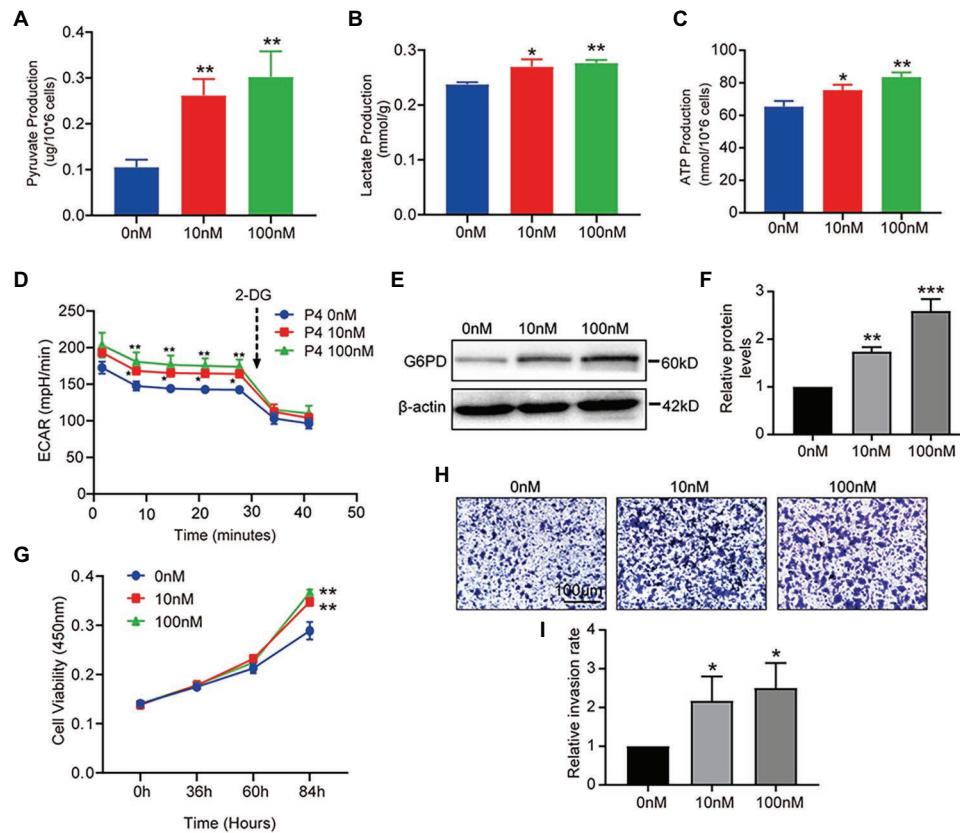 A
Pyruvate Production
(ug/10*6 cells)
0.4
0.3
0.2
0.1
0.0
**
**
0nM
10nM
100nM
B
Lactate Production
(mmol/g)
0.3
0.2
0.1
0.0
*
**
0nM
10nM
100nM
C
ATP Production
(nmol/10*6 cells)
100
80
60
40
20
0
*
**
0nM
10nM
100nM
D
ECAR (mpH/min)
250
200
150
100
50
0
2-DG
P4 0nM
P4 10nM
P4 100nM
** ** ** **
* * * *
0 10 20 30 40 50
Time (minutes)
E
0nM 10nM 100nM
G6PD
60kD
β-actin
42kD
F
Relative protein
levels
3
2
1
0
**
***
0nM
10nM
100nM
G
Cell Viability (450nm)
0.4
0.3
0.2
0.1
0.0
0nM
10nM
100nM
**
**
0h 36h 60h 84h
Time (Hours)
H
0nM 10nM 100nM
100μm
I
Relative invasion rate
4
3
2
1
0
*
*
0nM
10nM
100nM